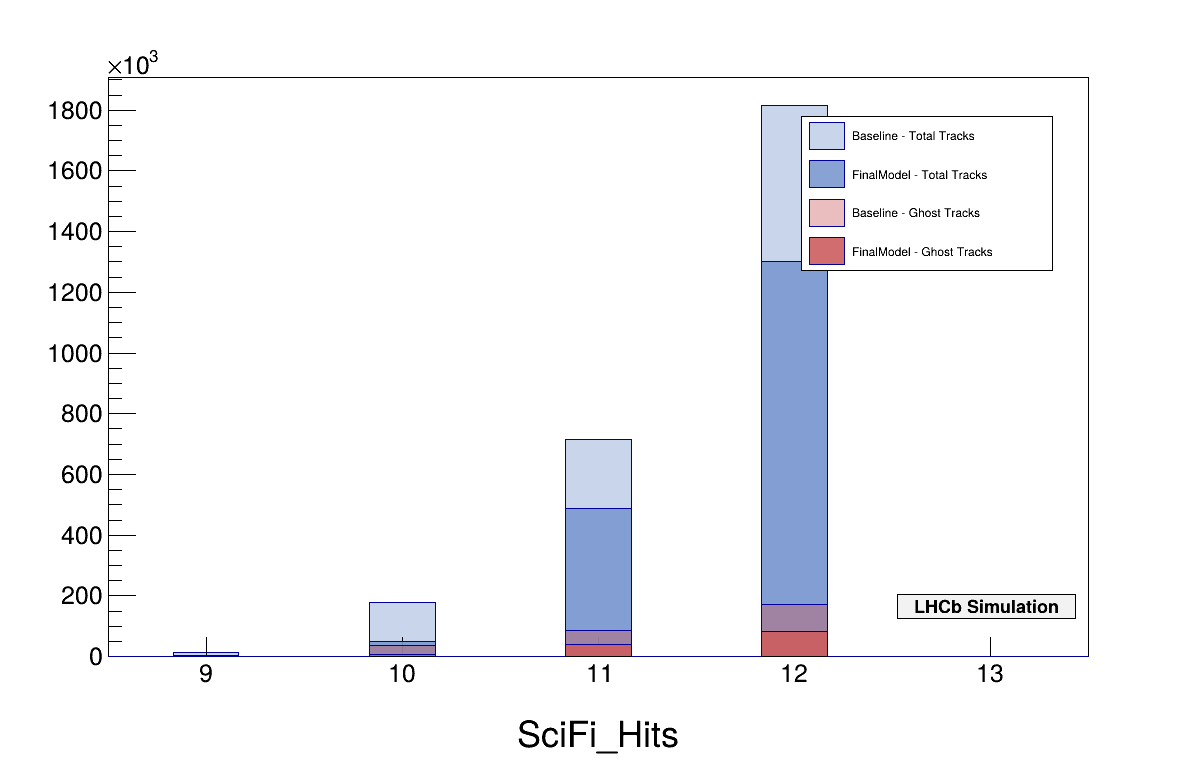 ×10³
1800
1600
1400
1200
1000
800
600
400
200
0
Baseline - Total Tracks
FinalModel - Total Tracks
Baseline - Ghost Tracks
FinalModel - Ghost Tracks
LHCb Simulation
9 10 11 12 13
SciFi_Hits